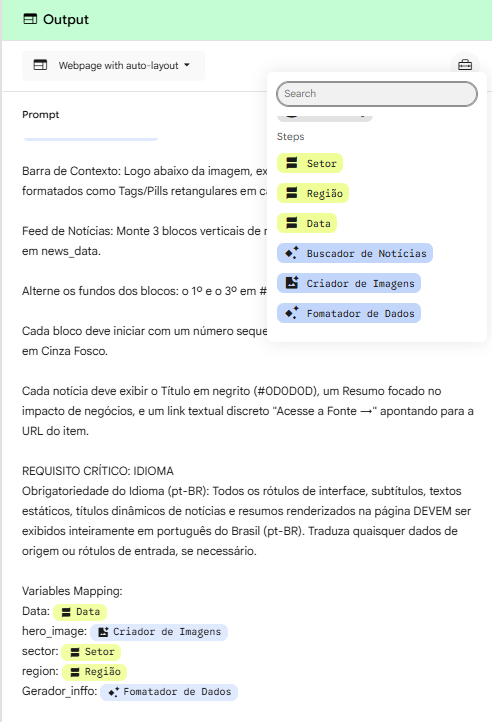 Output
Webpage with auto-layout
Search
Prompt
Steps
Setor
Região
Data
Buscador de Notícias
Criador de Imagens
Fomatador de Dados
Barra de Contexto: Logo abaixo da imagem, ex
formatados como Tags/Pills retangulares em ca
Feed de Notícias: Monte 3 blocos verticais de
em news_data.
Alterne os fundos dos blocos: o 1º e o 3º em #
Cada bloco deve iniciar com um número seque
em Cinza Fosco.
Cada notícia deve exibir o Título em negrito (#0D0D0D), um Resumo focado no
impacto de negócios, e um link textual discreto "Acesse a Fonte →" apontando para a
URL do item.
REQUISITO CRÍTICO: IDIOMA
Obrigatoriedade do Idioma (pt-BR): Todos os rótulos de interface, subtítulos, textos
estáticos, títulos dinâmicos de notícias e resumos renderizados na página DEVEM ser
exibidos inteiramente em português do Brasil (pt-BR). Traduza quaisquer dados de
origem ou rótulos de entrada, se necessário.
Variables Mapping:
Data: Data
hero_image: Criador de Imagens
sector: Setor
region: Região
Gerador_inffo: Fomatador de Dados